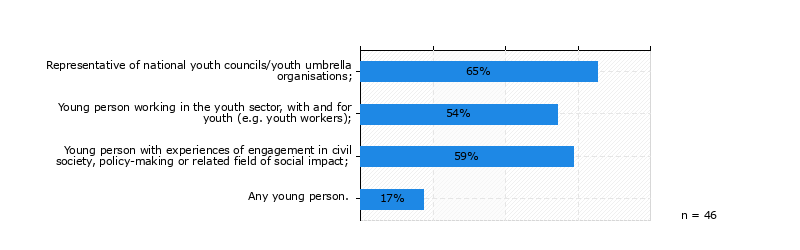 Representative of national youth councils/youth umbrella
organisations;
65%
Young person working in the youth sector, with and for
youth (e.g. youth workers);
54%
Young person with experiences of engagement in civil
society, policy-making or related field of social impact;
59%
Any young person.
17%
n = 46